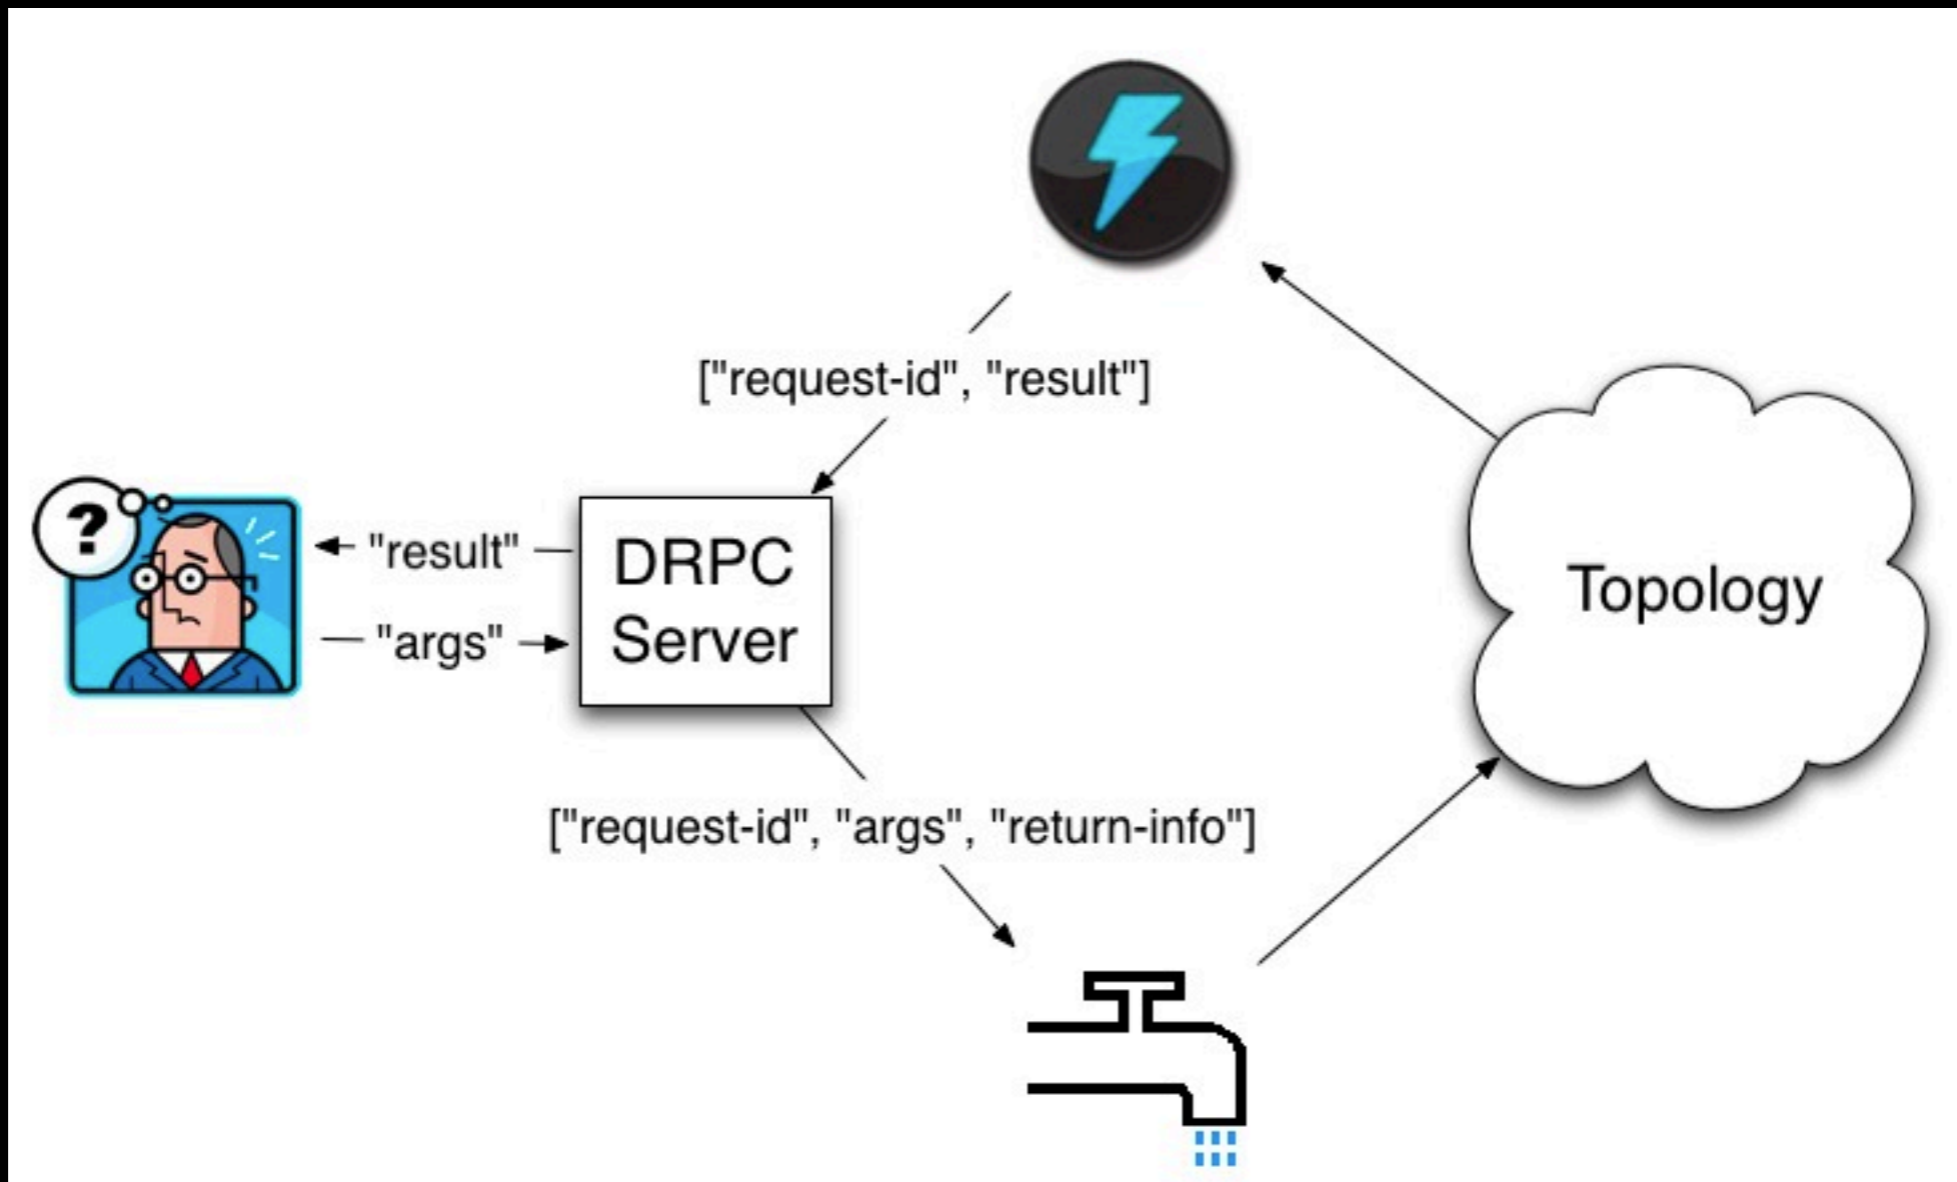 ["request-id", "result"]
?
"result"
"args"
DRPC
Server
Topology
["request-id", "args", "return-info"]